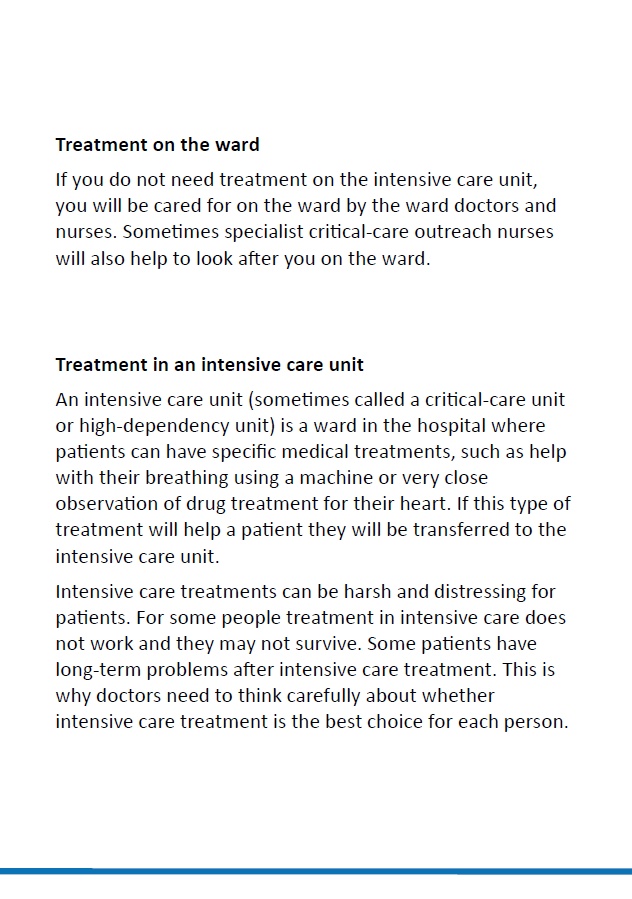 Treatment on the ward
If you do not need treatment on the intensive care unit,
you will be cared for on the ward by the ward doctors and
nurses. Sometimes specialist critical-care outreach nurses
will also help to look after you on the ward.
Treatment in an intensive care unit
An intensive care unit (sometimes called a critical-care unit
or high-dependency unit) is a ward in the hospital where
patients can have specific medical treatments, such as help
with their breathing using a machine or very close
observation of drug treatment for their heart. If this type of
treatment will help a patient they will be transferred to the
intensive care unit.
Intensive care treatments can be harsh and distressing for
patients. For some people treatment in intensive care does
not work and they may not survive. Some patients have
long-term problems after intensive care treatment. This is
why doctors need to think carefully about whether
intensive care treatment is the best choice for each person.